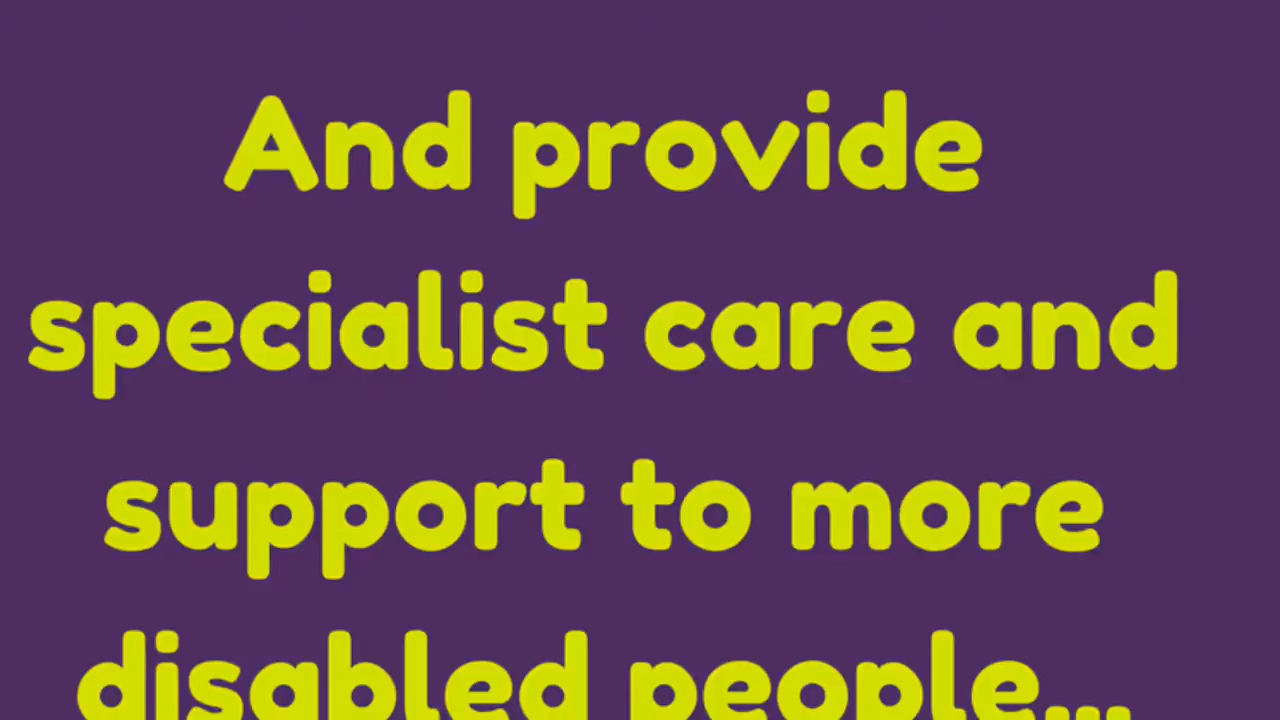 And provide
specialist care and
support to more
disabled people...